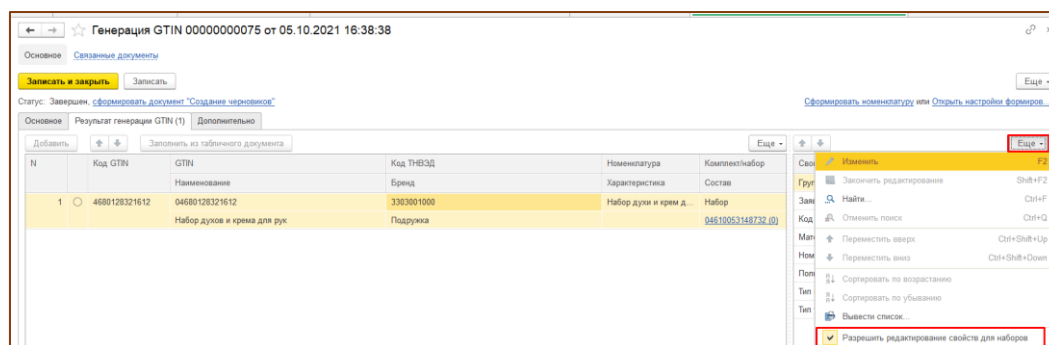 Генерация GTIN 00000000075 от 05.10.2021 16:38:38
Основное Связанные документы
Записать и закрыть Записать Еще
Статус: Завершен, сформировать документ "Создание черновиков" Сформировать номенклатуру или Открыть настройки формиров...
Основное Результат генерации GTIN (1) Дополнительно
Добавить Заполнить из табличного документа Еще Еще
N Код GTIN GTIN Код ТНВЭД Номенклатура Комплект/набор
Наименование Бренд Характеристика Состав
1 4680128321612 04680128321612 3303001000 Набор духи и крем д... Набор
Набор духов и крема для рук Подружка 04610053148732 (0)
Изменить F2
Закончить редактирование Shift+F2
Найти... Ctrl+F
Код Отменить поиск Ctrl+Q
Переместить вверх Ctrl+Shift+Up
Переместить вниз Ctrl+Shift+Down
Сортировать по возрастанию
Тип Сортировать по убыванию
Тип Вывести список...
Разрешить редактирование свойств для наборов